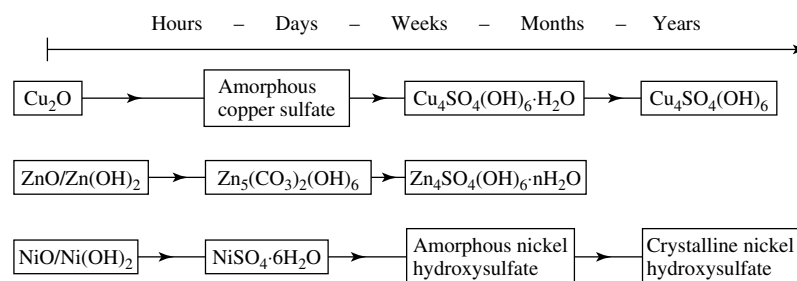 Hours – Days – Weeks – Months – Years
Cu₂O
Amorphous
copper sulfate
Cu₄SO₄(OH)₆·H₂O
Cu₄SO₄(OH)₆
ZnO/Zn(OH)₂
Zn₅(CO₃)₂(OH)₆
Zn₄SO₄(OH)₆·nH₂O
NiO/Ni(OH)₂
NiSO₄·6H₂O
Amorphous nickel
hydroxysulfate
Crystalline nickel
hydroxysulfate